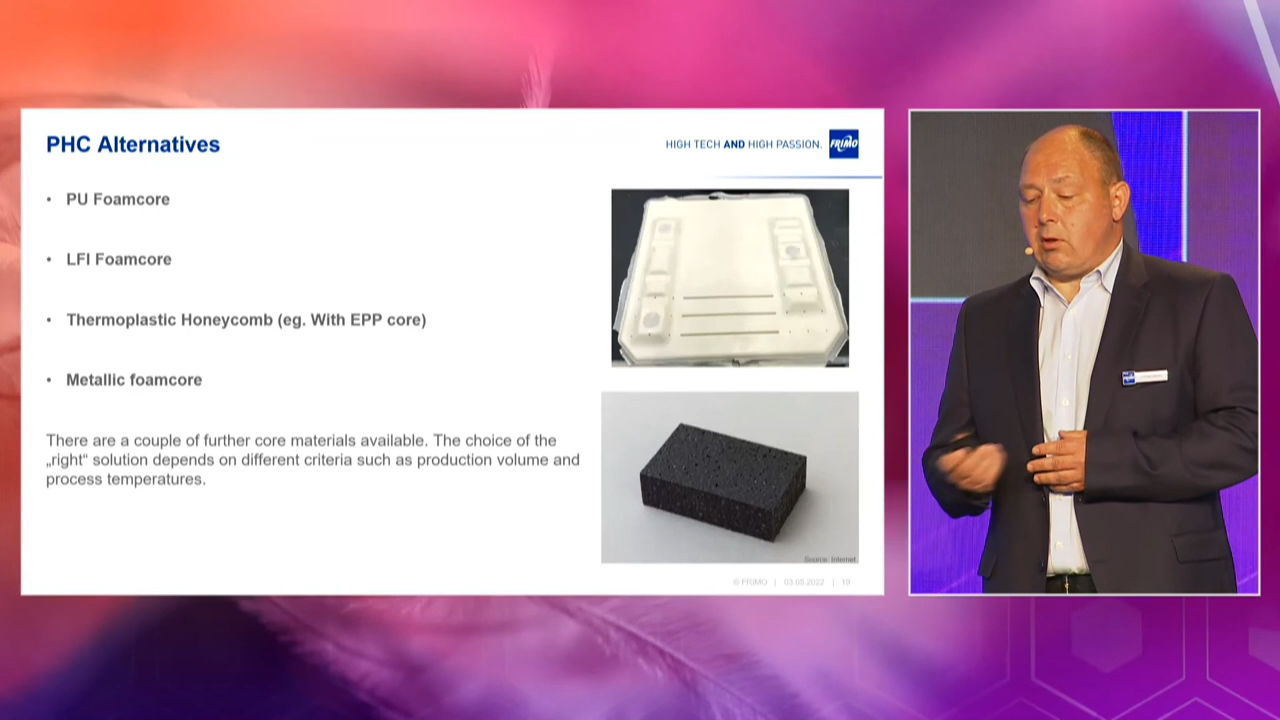 PHC Alternatives
HIGH TECH AND HIGH PASSION.
FRIMO
• PU Foamcore
• LFI Foamcore
• Thermoplastic Honeycomb (eg. With EPP core)
• Metallic foamcore
There are a couple of further core materials available. The choice of the
„right“ solution depends on different criteria such as production volume and
process temperatures.
Source: Internet
© FRIMO | 03.05.2022 | 19